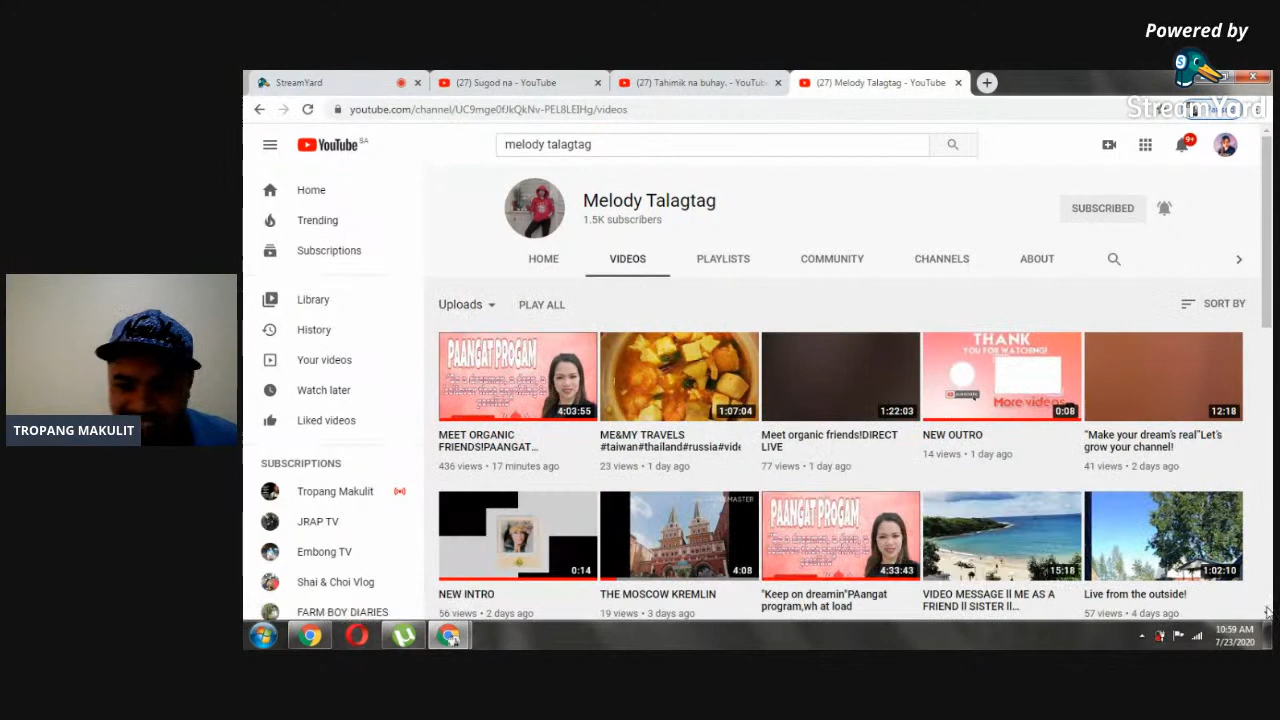 Powered by
StreamYard
StreamYard
(27) Sugod na - YouTube
(27) Tahimik na buhay. - YouTub
(27) Melody Talagtag - YouTube
youtube.com/channel/UC9mge0fJkQkNv-PEL8LEIHg/videos
YouTube SA
melody talagtag
9+
Home
Trending
Subscriptions
Library
History
Your videos
Watch later
Liked videos
SUBSCRIPTIONS
Tropang Makulit
JRAP TV
Embong TV
Shai & Choi Vlog
FARM BOY DIARIES
Melody Talagtag
1.5K subscribers
SUBSCRIBED
HOME
VIDEOS
PLAYLISTS
COMMUNITY
CHANNELS
ABOUT
Uploads
PLAY ALL
SORT BY
PAANGAT PROGAM
4:03:55
MEET ORGANIC
FRIENDS!PAANGAT...
436 views • 17 minutes ago
1:07:04
ME&MY TRAVELS
#taiwan#thailand#russia#vide
23 views • 1 day ago
1:22:03
Meet organic friends!DIRECT
LIVE
77 views • 1 day ago
THANK
YOU FOR WATCHING!
More videos
0:08
NEW OUTRO
14 views • 1 day ago
12:18
"Make your dream's real"Let's
grow your channel!
41 views • 2 days ago
0:14
NEW INTRO
56 views • 2 days ago
4:08
THE MOSCOW KREMLIN
19 views • 3 days ago
PAANGAT PROGAM
4:33:43
"Keep on dreamin"PAangat
program,wh at load
15:18
VIDEO MESSAGE ll ME AS A
FRIEND ll SISTER ll...
1:02:10
Live from the outside!
57 views • 4 days ago
TROPANG MAKULIT
10:59 AM
7/23/2020